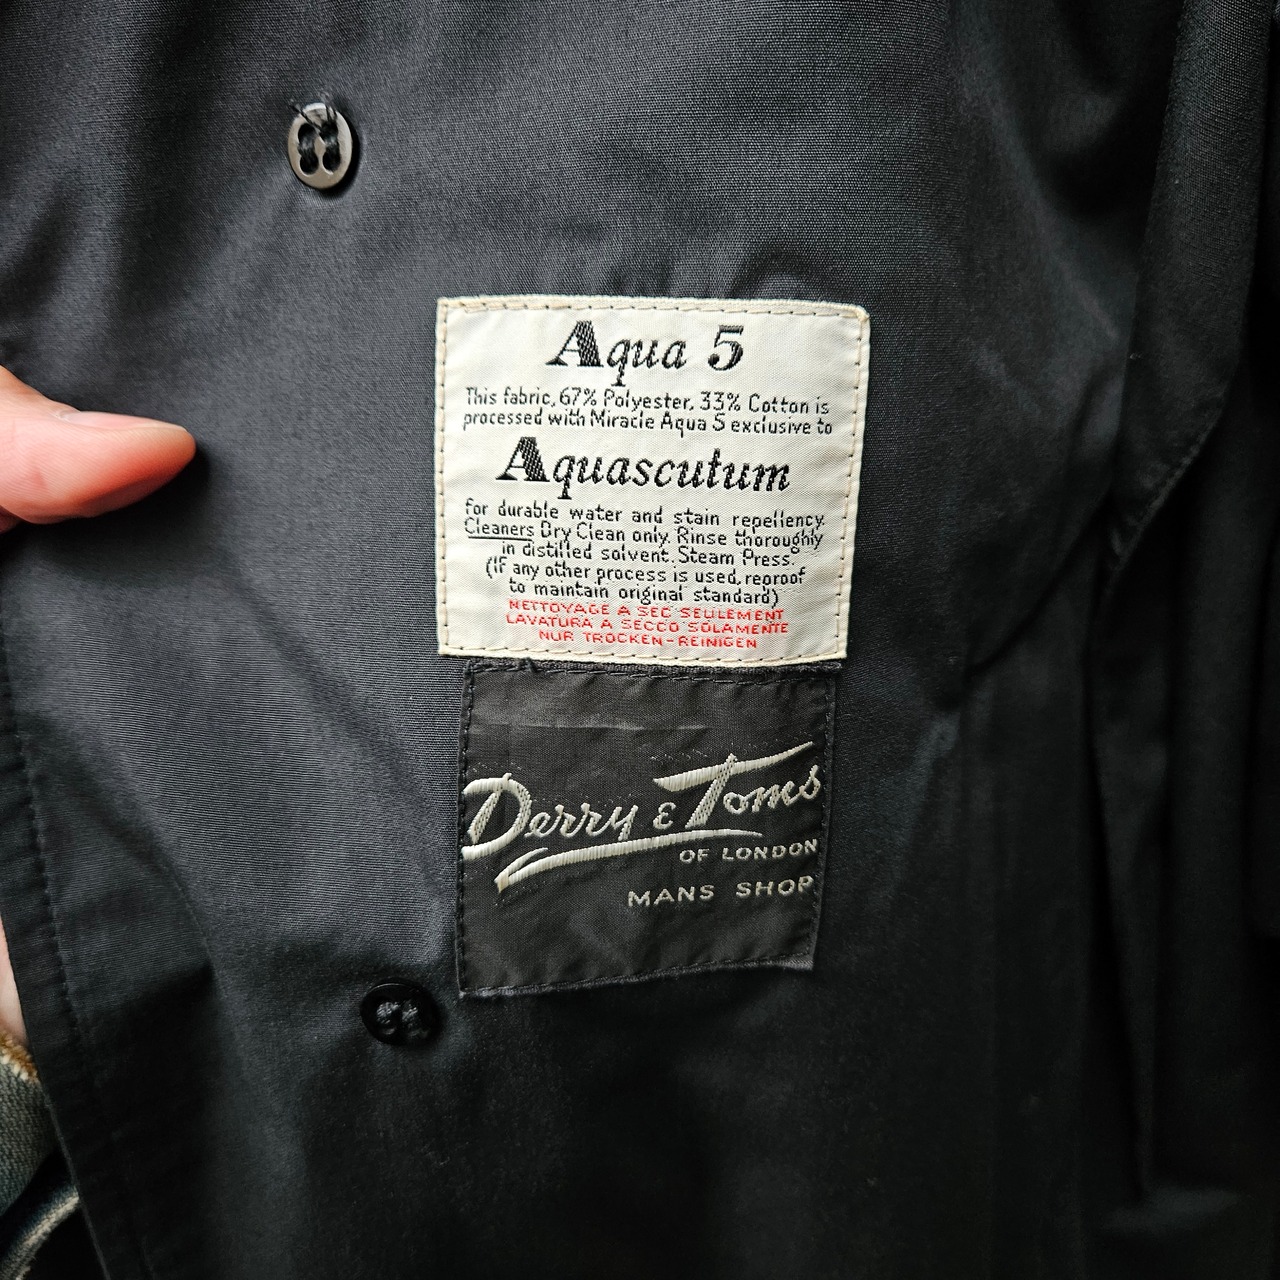 Aqua 5
This fabric, 67% Polyester, 33% Cotton is
processed with Miracle Aqua 5 exclusive to
Aquascutum
for durable water and stain repellency.
Cleaners Dry Clean only. Rinse thoroughly
in distilled solvent. Steam Press.
(If any other process is used, reproof
to maintain original standard)
NETTOYAGE A SEC SEULEMENT
LAVATURA A SECCO SOLAMENTE
NUR TROCKEN-REINIGEN
Derry & Toms
OF LONDON
MANS SHOP